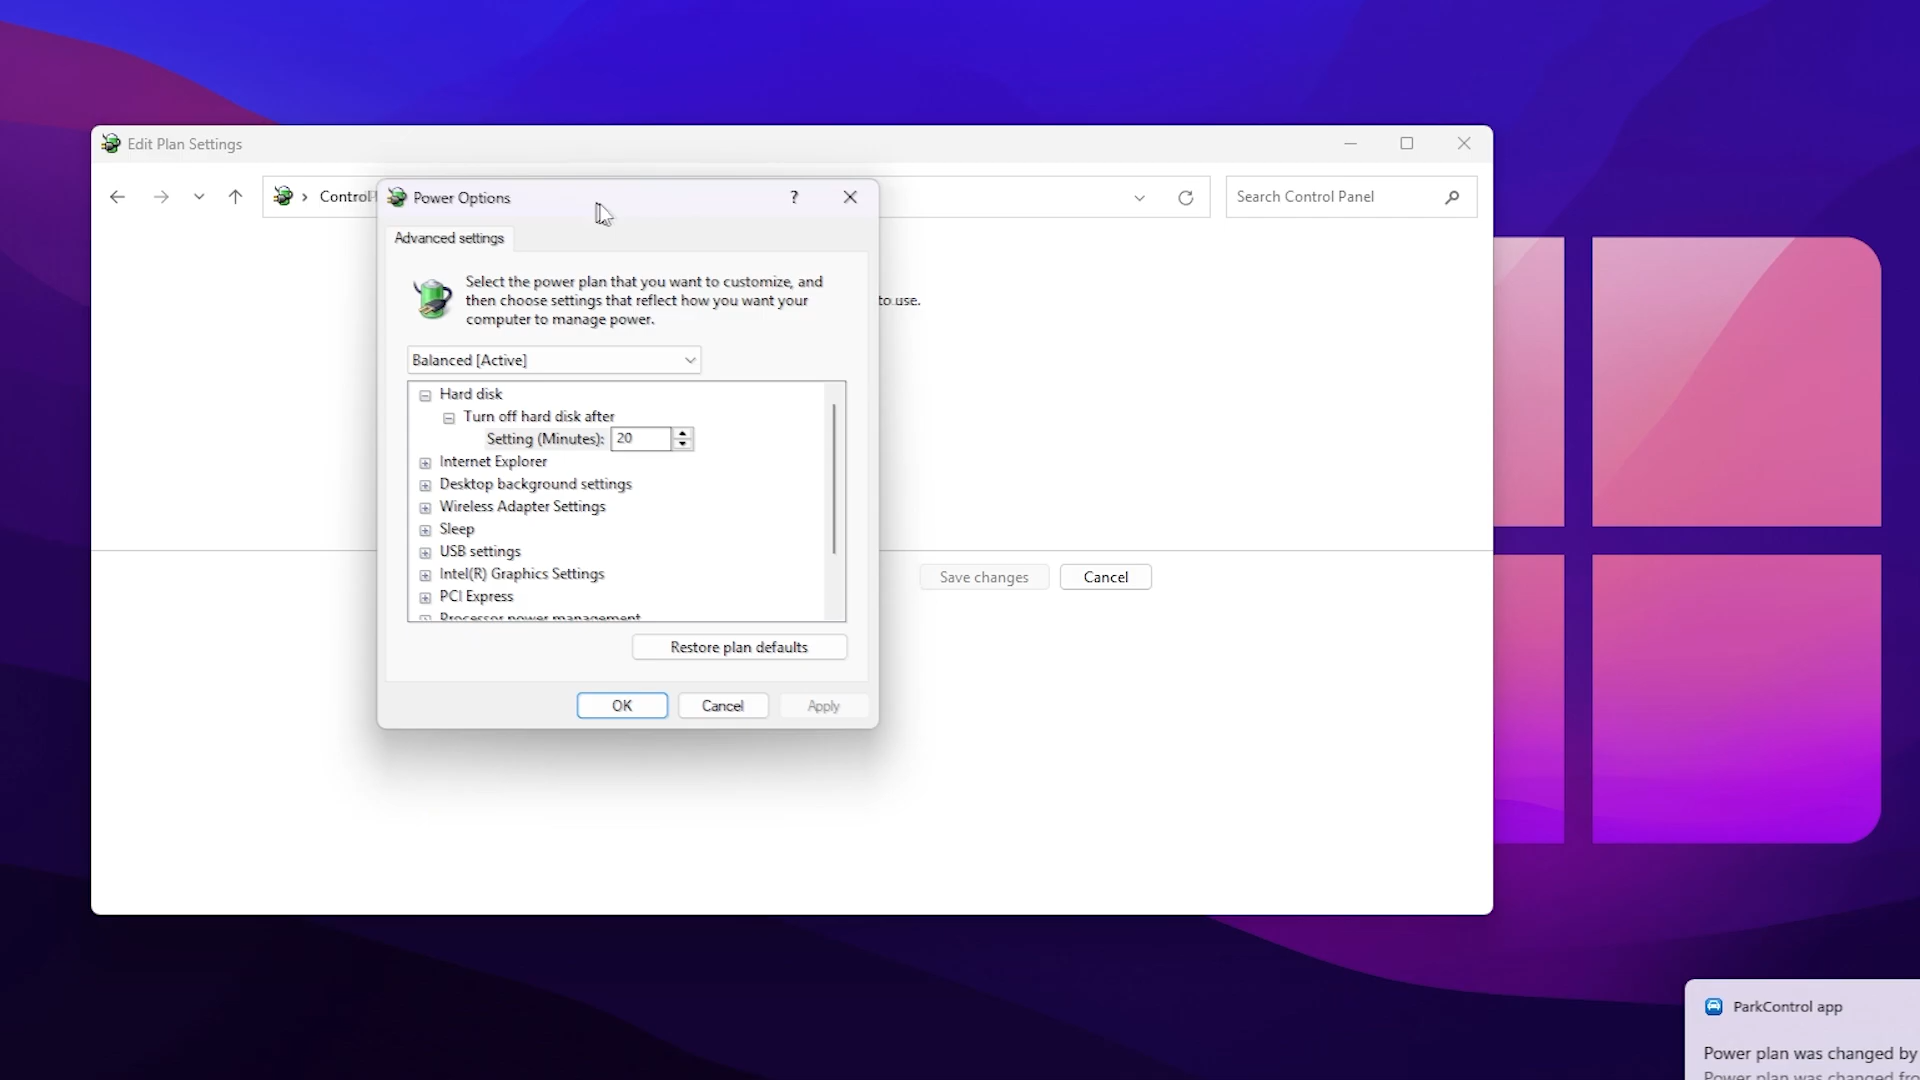 Edit Plan Settings
Control
Search Control Panel
Power Options
?
Advanced settings
Select the power plan that you want to customize, and
then choose settings that reflect how you want your
computer to manage power.
to use.
Balanced [Active]
Hard disk
Turn off hard disk after
Setting (Minutes): 20
Internet Explorer
Desktop background settings
Wireless Adapter Settings
Sleep
USB settings
Intel(R) Graphics Settings
PCI Express
Processor power management
Save changes
Cancel
Restore plan defaults
OK
Cancel
Apply
ParkControl app
Power plan was changed by
Power plan was changed fro